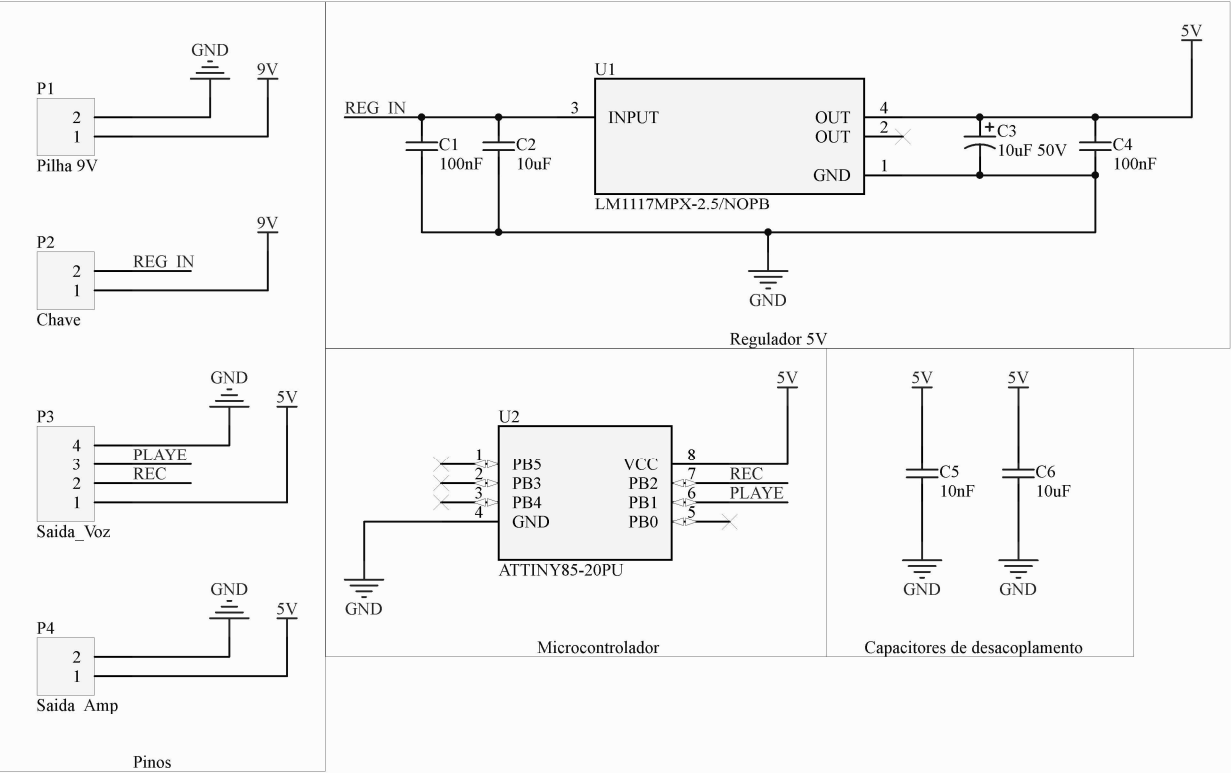 GND
9V
P1
2
1
Pilha 9V
9V
P2
2
REG_IN
1
Chave
GND
5V
P3
4
3
PLAYE
2
REC
1
Saida_Voz
GND
5V
P4
2
1
Saida_Amp
Pinos
5V
U1
REG_IN
3
INPUT
OUT
4
OUT
2
GND
1
C1
100nF
C2
10uF
+
C3
10uF 50V
C4
100nF
LM1117MPX-2.5/NOPB
GND
Regulador 5V
5V
U2
1
PB5
VCC
8
2
PB3
PB2
7
REC
3
PB4
PB1
6
PLAYE
4
GND
PB0
5
ATTINY85-20PU
GND
Microcontrolador
5V
5V
C5
10nF
C6
10uF
GND
GND
Capacitores de desacoplamento